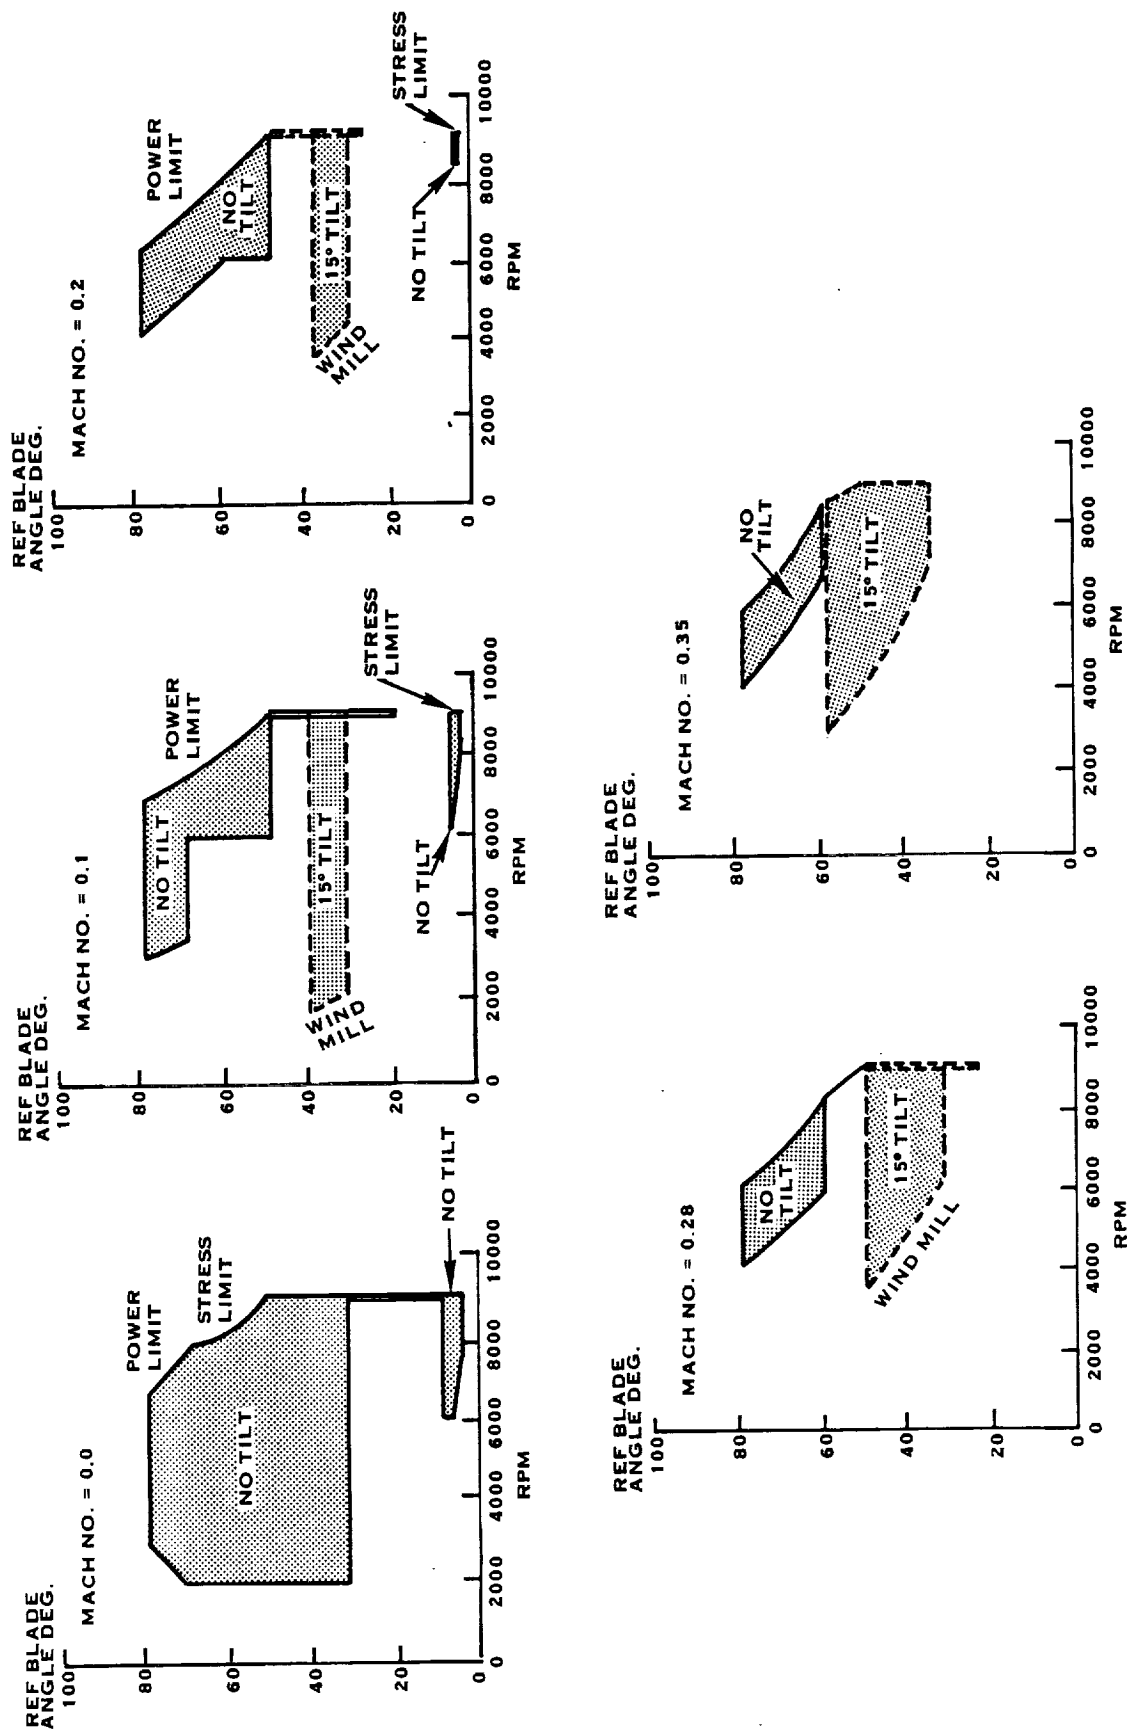 REF BLADE
ANGLE DEG.
MACH NO. = 0.0
100
80
60
40
20
0
POWER
LIMIT
STRESS
LIMIT
NO TILT
NO TILT
0
2000
4000
6000
8000
10000
RPM
REF BLADE
ANGLE DEG.
MACH NO. = 0.1
100
80
60
40
20
0
POWER
LIMIT
NO TILT
15° TILT
WIND
MILL
STRESS
LIMIT
NO TILT
0
2000
4000
6000
8000
10000
RPM
REF BLADE
ANGLE DEG.
MACH NO. = 0.2
100
80
60
40
20
0
POWER
LIMIT
NO
TILT
15° TILT
WIND
MILL
STRESS
LIMIT
NO TILT
0
2000
4000
6000
8000
10000
RPM
REF BLADE
ANGLE DEG.
MACH NO. = 0.28
100
80
60
40
20
0
NO
TILT
15° TILT
WIND MILL
0
2000
4000
6000
8000
10000
RPM
REF BLADE
ANGLE DEG.
MACH NO. = 0.35
100
80
60
40
20
0
NO
TILT
15° TILT
0
2000
4000
6000
8000
10000
RPM